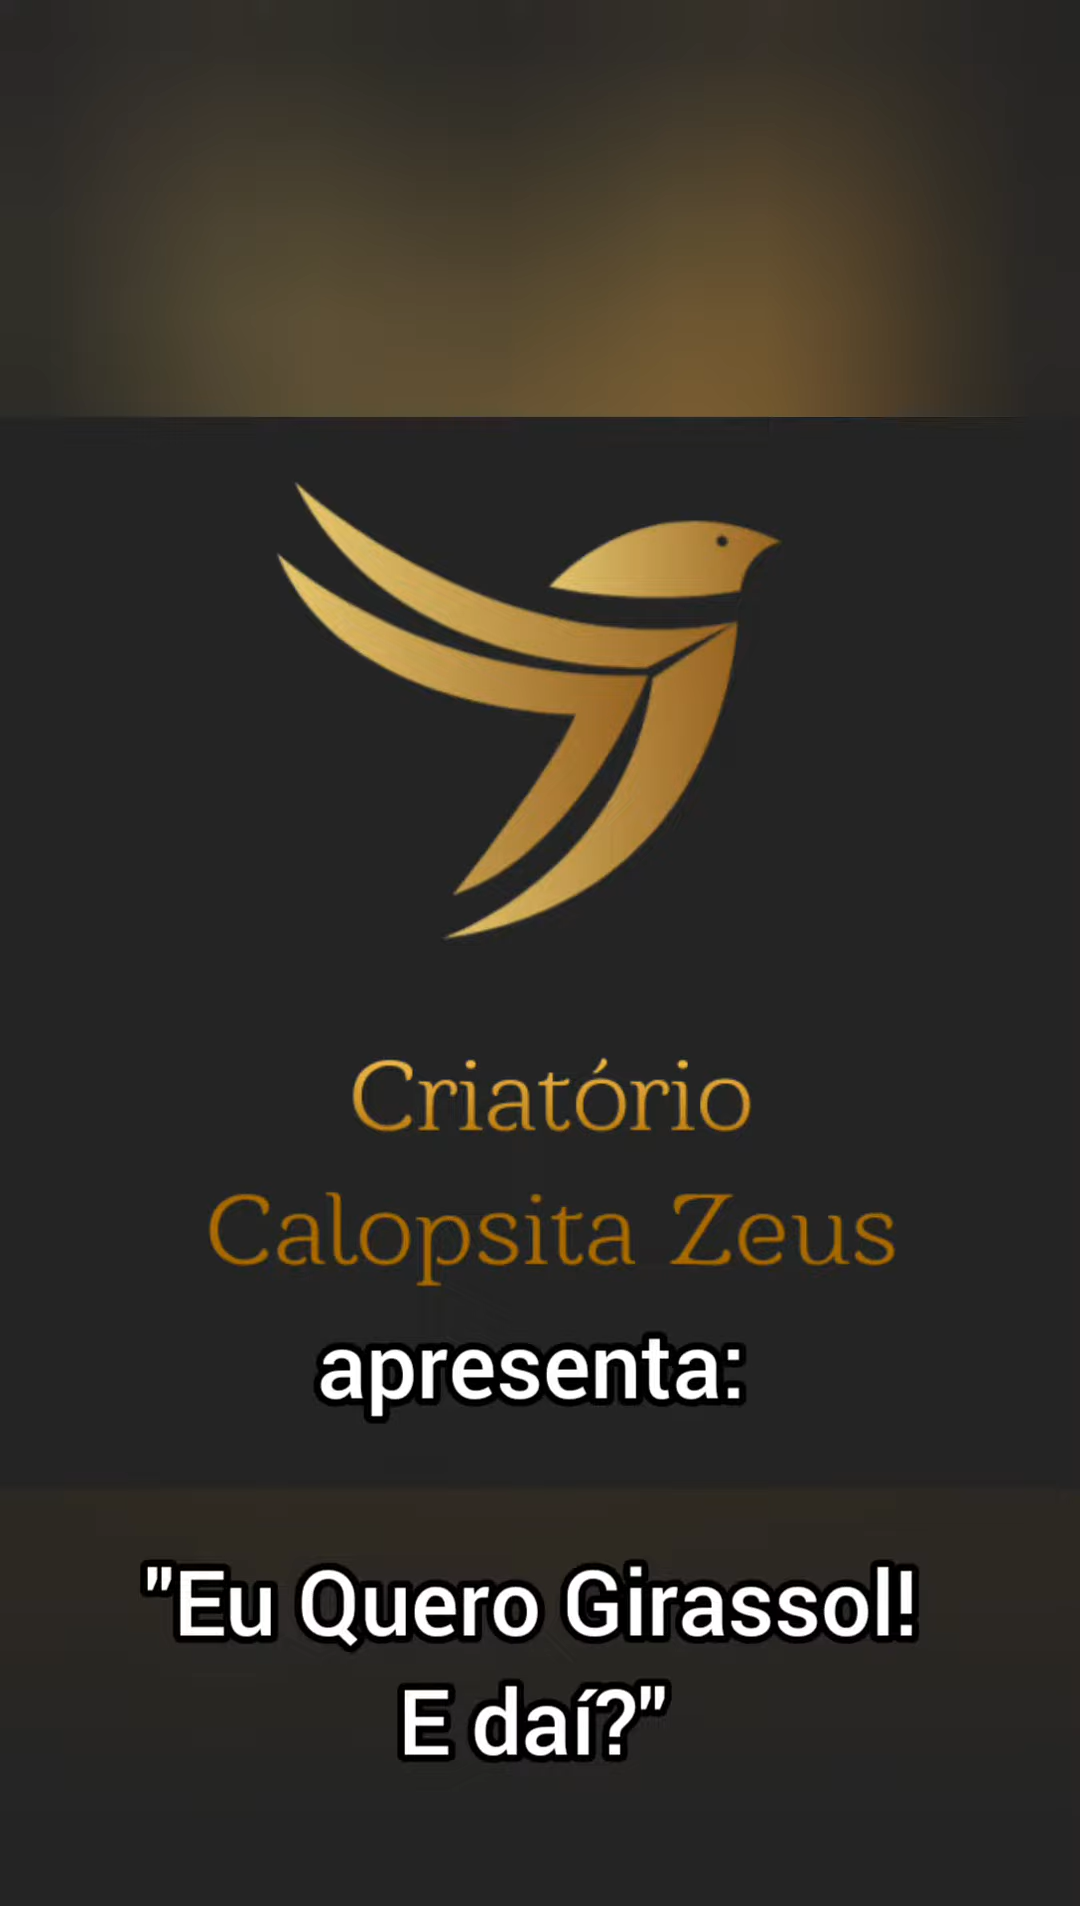 Criatório
Calopsita Zeus
apresenta:
"Eu Quero Girassol!
E daí?"